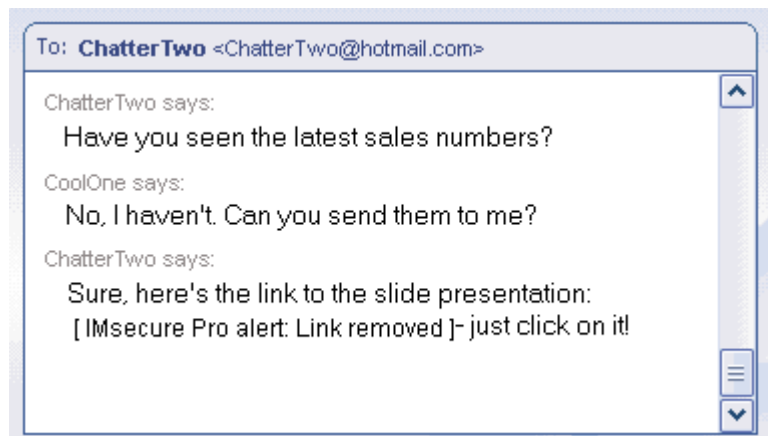 To: ChatterTwo <ChatterTwo@hotmail.com>
ChatterTwo says:
Have you seen the latest sales numbers?
CoolOne says:
No, I haven't. Can you send them to me?
ChatterTwo says:
Sure, here's the link to the slide presentation:
[ IMsecure Pro alert: Link removed ]- just click on it!